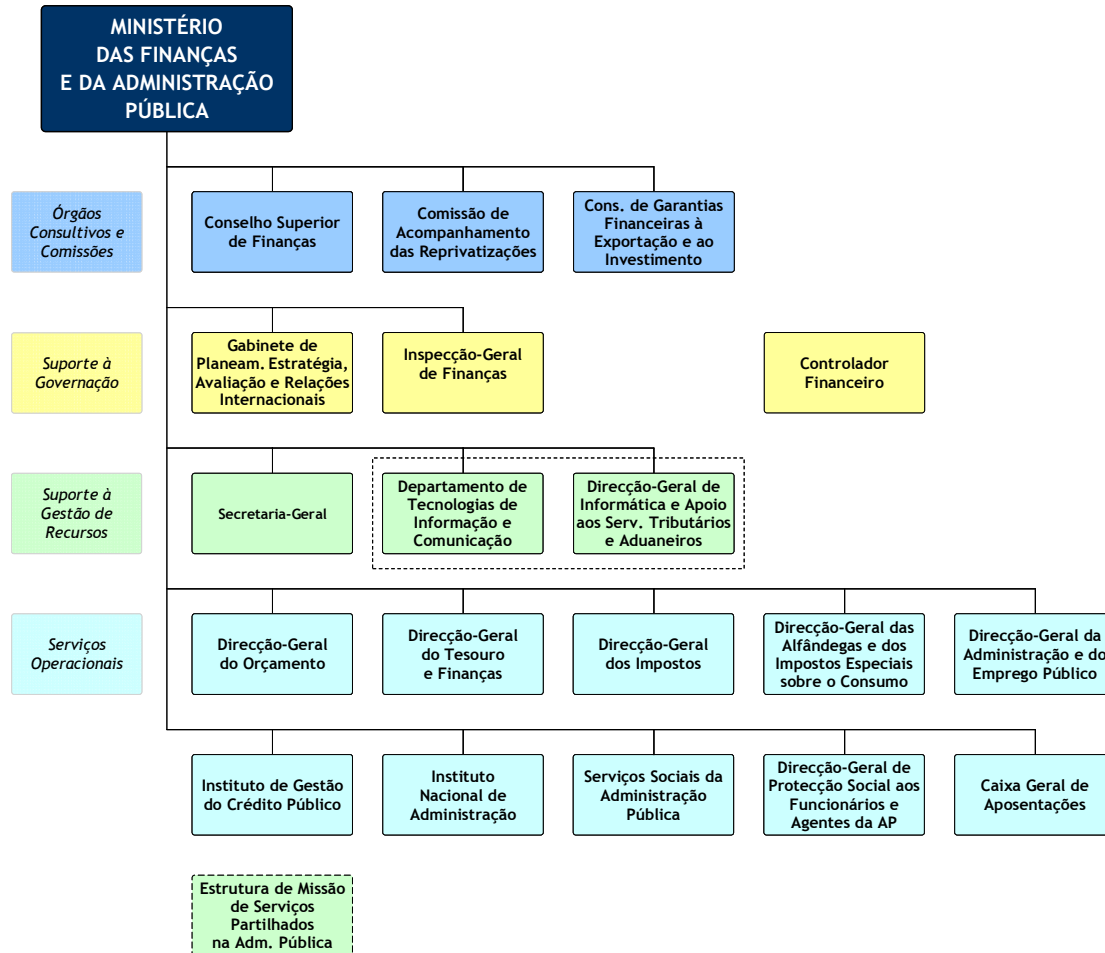 MINISTÉRIO
DAS FINANÇAS
E DA ADMINISTRAÇÃO
PÚBLICA
Órgãos
Consultivos e
Comissões
Conselho Superior
de Finanças
Comissão de
Acompanhamento
das Reprivatizações
Cons. de Garantias
Financeiras à
Exportação e ao
Investimento
Suporte à
Governação
Gabinete de
Planeam. Estratégia,
Avaliação e Relações
Internacionais
Inspecção-Geral
de Finanças
Controlador
Financeiro
Suporte à
Gestão de
Recursos
Secretaria-Geral
Departamento de
Tecnologias de
Informação e
Comunicação
Direcção-Geral de
Informática e Apoio
aos Serv. Tributários
e Aduaneiros
Serviços
Operacionais
Direcção-Geral
do Orçamento
Direcção-Geral
do Tesouro
e Finanças
Direcção-Geral
dos Impostos
Direcção-Geral das
Alfândegas e dos
Impostos Especiais
sobre o Consumo
Direcção-Geral da
Administração e do
Emprego Público
Instituto de Gestão
do Crédito Público
Instituto
Nacional de
Administração
Serviços Sociais da
Administração
Pública
Direcção-Geral de
Protecção Social aos
Funcionários e
Agentes da AP
Caixa Geral de
Aposentações
Estrutura de Missão
de Serviços
Partilhados
na Adm. Pública